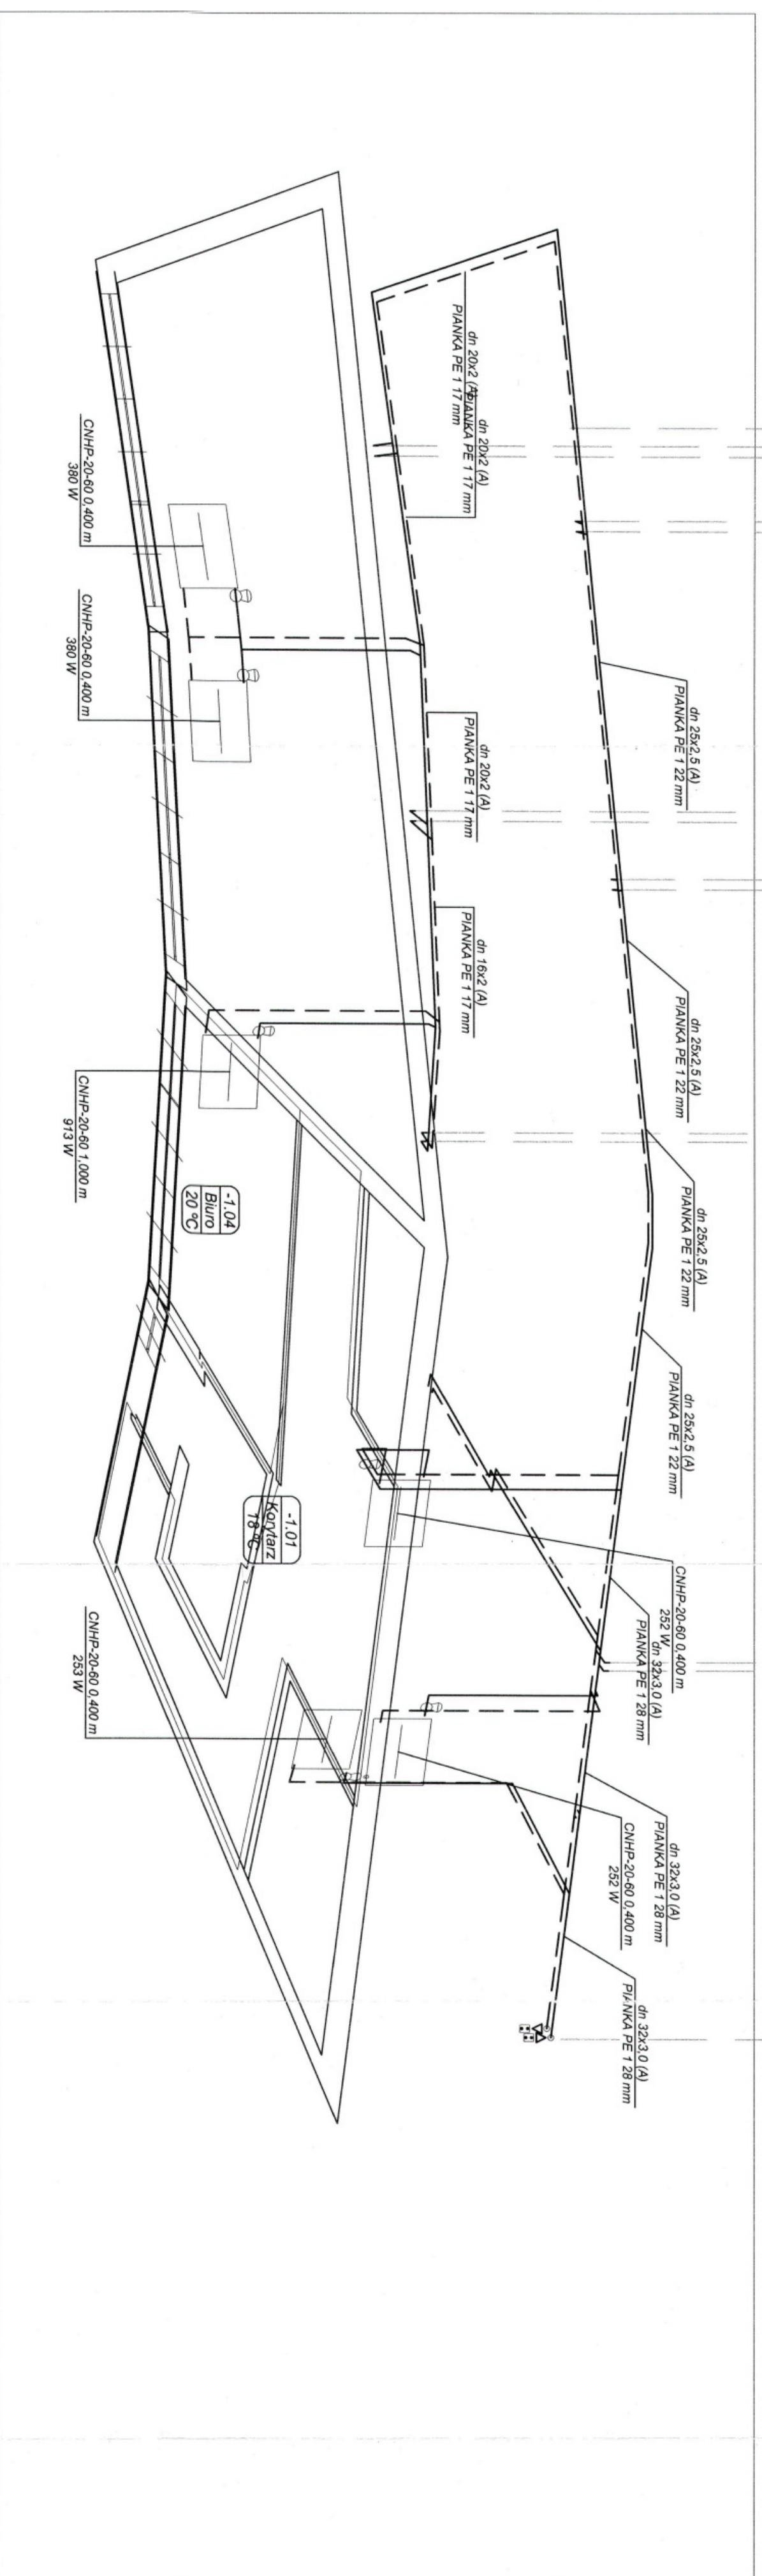 dn 20x2 (A)
PIANKA PE 1 17 mm
dn 20x2 (A)
PIANKA PE 1 17 mm
CNHP-20-60 0,400 m
380 W
CNHP-20-60 0,400 m
380 W
dn 25x2,5 (A)
PIANKA PE 1 22 mm
dn 20x2 (A)
PIANKA PE 1 17 mm
dn 16x2 (A)
PIANKA PE 1 17 mm
dn 25x2,5 (A)
PIANKA PE 1 22 mm
CNHP-20-60 1,000 m
913 W
-1.04
Biuro
20 ºC
dn 25x2,5 (A)
PIANKA PE 1 22 mm
dn 25x2,5 (A)
PIANKA PE 1 22 mm
-1.01
Korytarz
18 ºC
CNHP-20-60 0,400 m
252 W
dn 32x3,0 (A)
PIANKA PE 1 28 mm
CNHP-20-60 0,400 m
253 W
dn 32x3,0 (A)
PIANKA PE 1 28 mm
CNHP-20-60 0,400 m
252 W
dn 32x3,0 (A)
PIANKA PE 1 28 mm